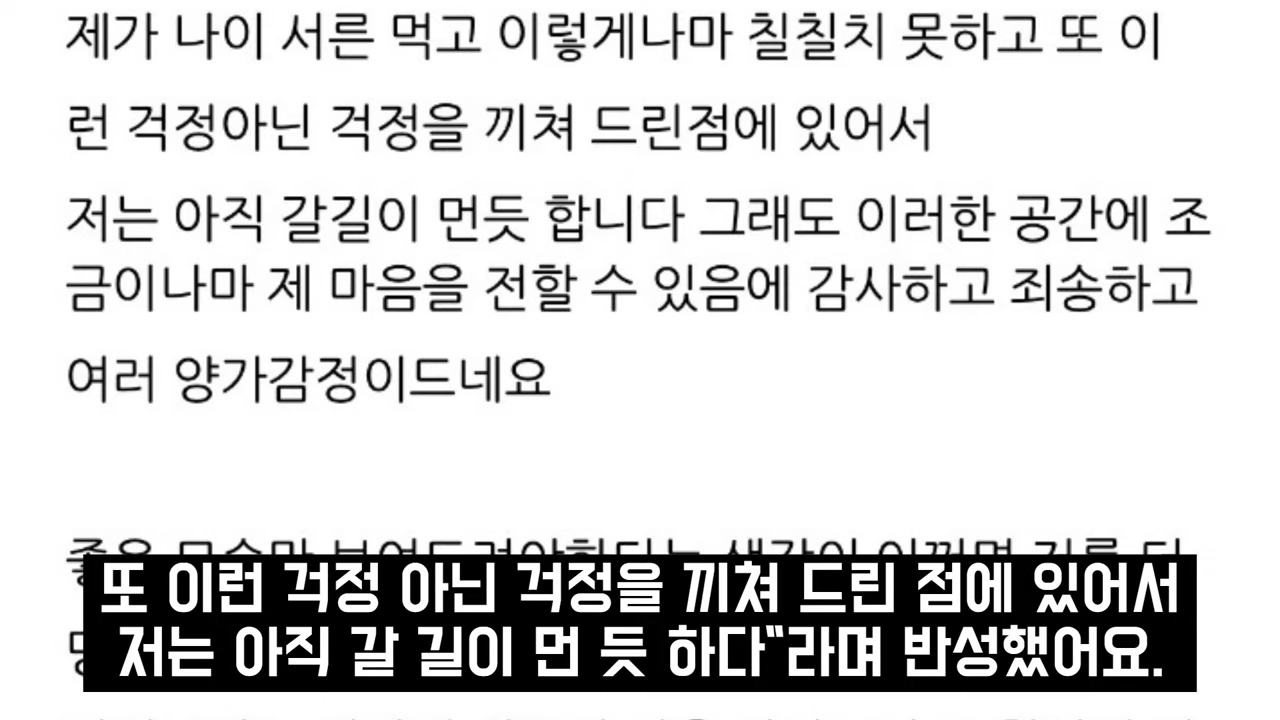 제가 나이 서른 먹고 이렇게나마 칠칠치 못하고 또 이
런 걱정아닌 걱정을 끼쳐 드린점에 있어서
저는 아직 갈길이 먼듯 합니다 그래도 이러한 공간에 조
금이나마 제 마음을 전할 수 있음에 감사하고 죄송하고
여러 양가감정이드네요
또 이런 걱정 아닌 걱정을 끼쳐 드린 점에 있어서
저는 아직 갈 길이 먼 듯 하다"라며 반성했어요.